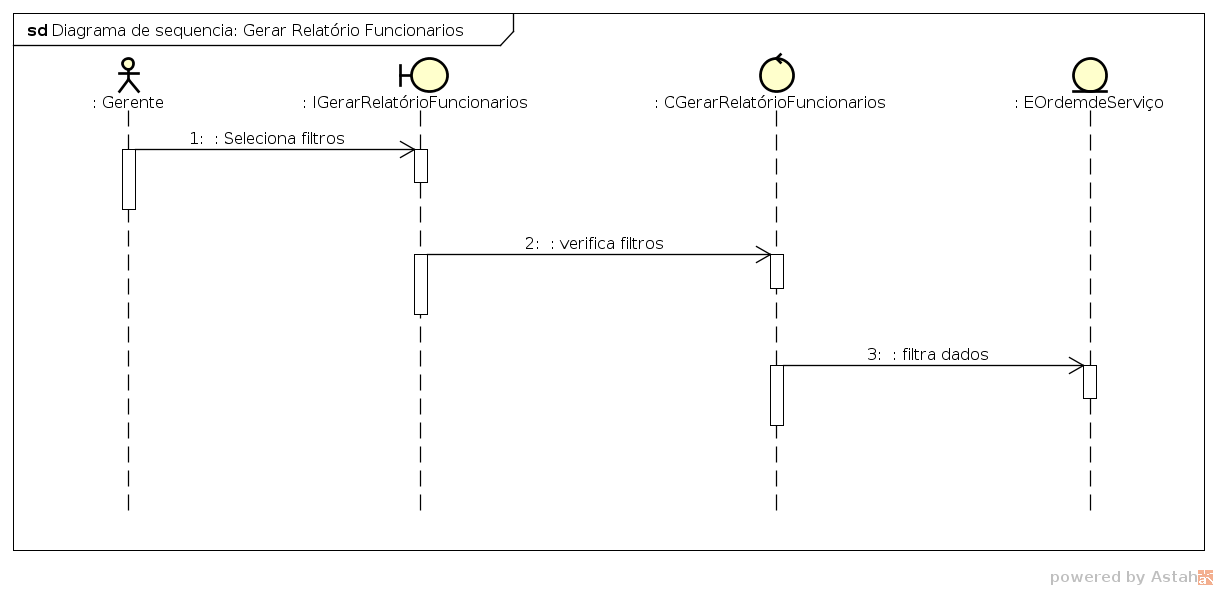 sd Diagrama de sequencia: Gerar Relatório Funcionarios
: Gerente
: IGerarRelatórioFuncionarios
: CGerarRelatórioFuncionarios
: EOrdemdeServiço
1: : Seleciona filtros
2: : verifica filtros
3: : filtra dados
powered by Astah